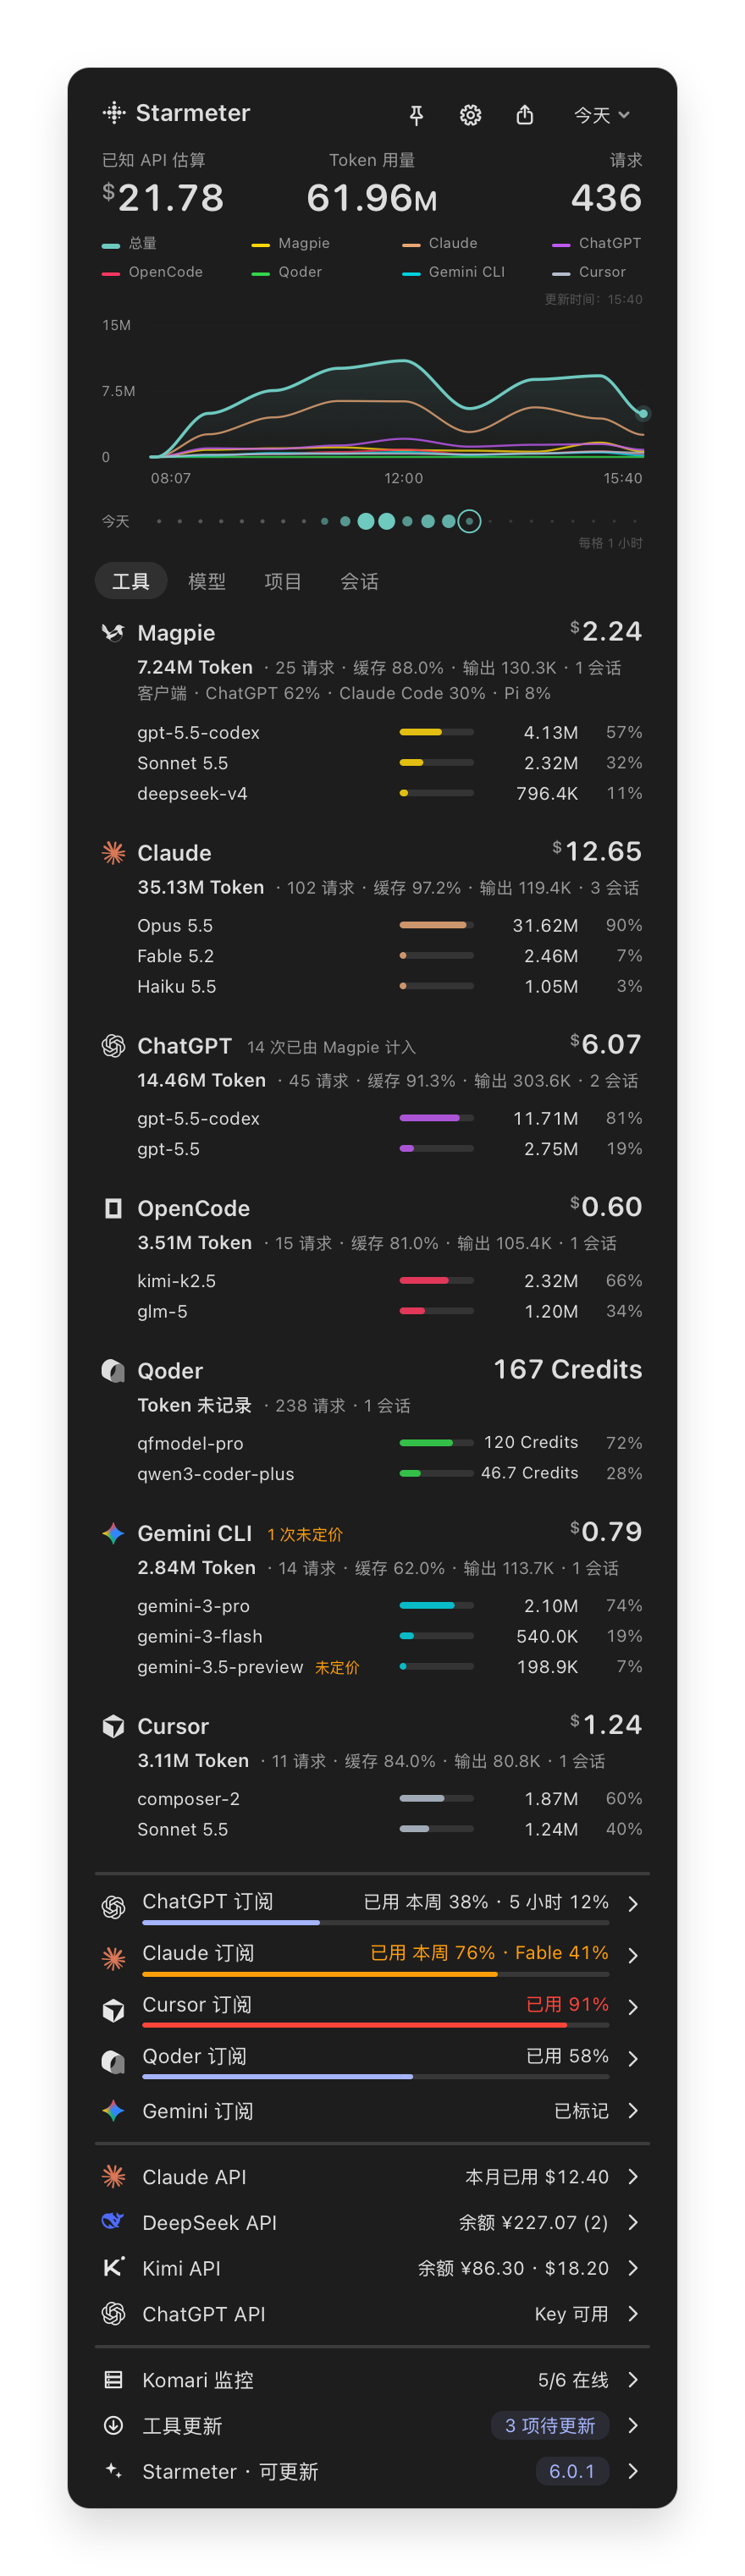 Starmeter 今天
已知 API 估算 Token 用量 请求
$21.78 61.96M 436
总量 Magpie Claude ChatGPT
OpenCode Qoder Gemini CLI Cursor
更新时间：15:40
15M
7.5M
0
08:07 12:00 15:40
今天
每格 1 小时
工具 模型 项目 会话
Magpie $2.24
7.24M Token · 25 请求 · 缓存 88.0% · 输出 130.3K · 1 会话
客户端 · ChatGPT 62% · Claude Code 30% · Pi 8%
gpt-5.5-codex 4.13M 57%
Sonnet 5.5 2.32M 32%
deepseek-v4 796.4K 11%
Claude $12.65
35.13M Token · 102 请求 · 缓存 97.2% · 输出 119.4K · 3 会话
Opus 5.5 31.62M 90%
Fable 5.2 2.46M 7%
Haiku 5.5 1.05M 3%
ChatGPT 14 次已由 Magpie 计入 $6.07
14.46M Token · 45 请求 · 缓存 91.3% · 输出 303.6K · 2 会话
gpt-5.5-codex 11.71M 81%
gpt-5.5 2.75M 19%
OpenCode $0.60
3.51M Token · 15 请求 · 缓存 81.0% · 输出 105.4K · 1 会话
kimi-k2.5 2.32M 66%
glm-5 1.20M 34%
Qoder 167 Credits
Token 未记录 · 238 请求 · 1 会话
qfmodel-pro 120 Credits 72%
qwen3-coder-plus 46.7 Credits 28%
Gemini CLI 1 次未定价 $0.79
2.84M Token · 14 请求 · 缓存 62.0% · 输出 113.7K · 1 会话
gemini-3-pro 2.10M 74%
gemini-3-flash 540.0K 19%
gemini-3.5-preview 未定价 198.9K 7%
Cursor $1.24
3.11M Token · 11 请求 · 缓存 84.0% · 输出 80.8K · 1 会话
composer-2 1.87M 60%
Sonnet 5.5 1.24M 40%
ChatGPT 订阅 已用 本周 38% · 5 小时 12%
Claude 订阅 已用 本周 76% · Fable 41%
Cursor 订阅 已用 91%
Qoder 订阅 已用 58%
Gemini 订阅 已标记
Claude API 本月已用 $12.40
DeepSeek API 余额 ¥227.07 (2)
Kimi API 余额 ¥86.30 · $18.20
ChatGPT API Key 可用
Komari 监控 5/6 在线
工具更新 3 项待更新
Starmeter · 可更新 6.0.1